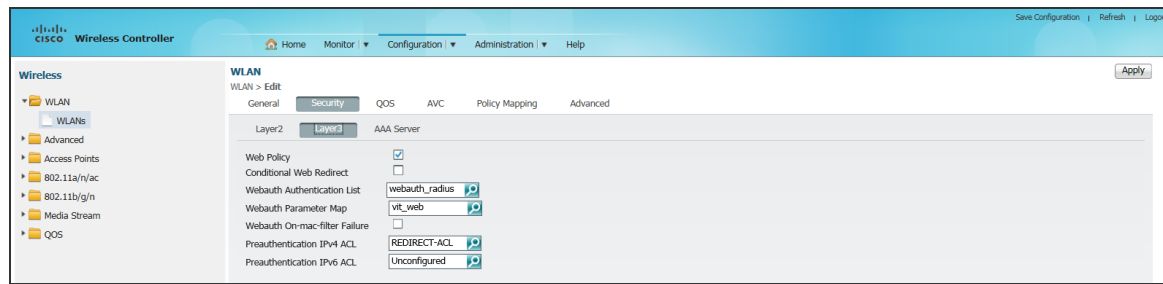 Save Configuration | Refresh | Logo
CISCO Wireless Controller
Home Monitor Configuration Administration Help
Wireless
WLAN
WLANs
Advanced
Access Points
802.11a/n/ac
802.11b/g/n
Media Stream
QOS
WLAN
WLAN > Edit
Apply
General Security QOS AVC Policy Mapping Advanced
Layer2 Layer3 AAA Server
Web Policy
Conditional Web Redirect
Webauth Authentication List webauth_radius
Webauth Parameter Map vit_web
Webauth On-mac-filter Failure
Preauthentication IPv4 ACL REDIRECT-ACL
Preauthentication IPv6 ACL Unconfigured